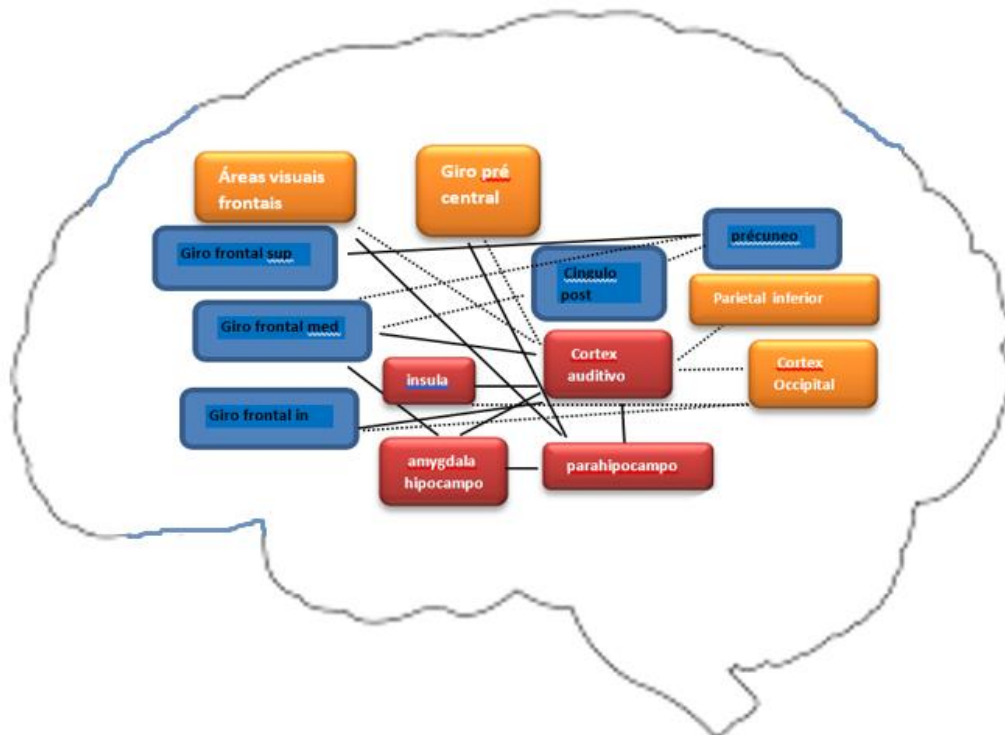 Áreas visuais
frontais
Giro pré
central
Giro frontal sup
précuneo
Cingulo
post
Parietal inferior
Giro frontal med
Cortex
auditivo
Cortex
Occipital
insula
Giro frontal in
amygdala
hipocampo
parahipocampo